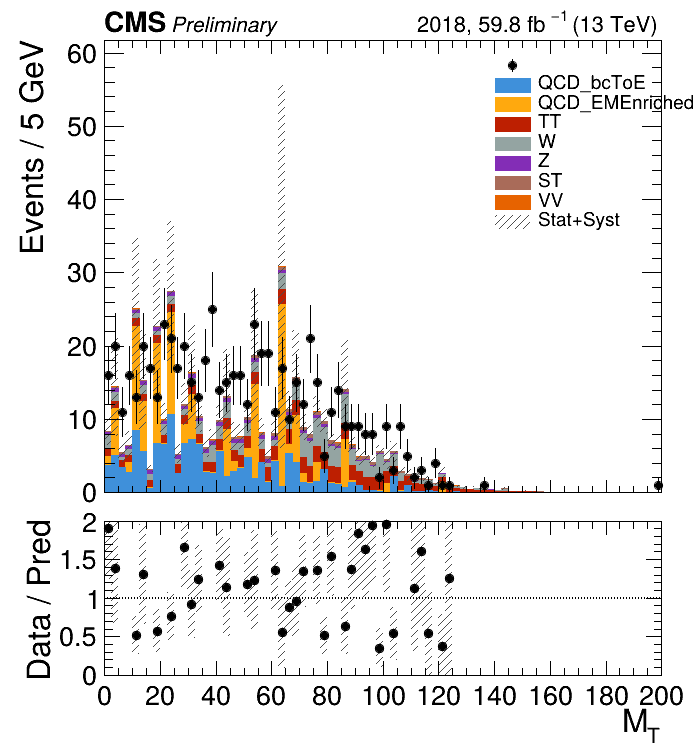 CMS Preliminary 2018, 59.8 fb⁻¹ (13 TeV)
Events / 5 GeV
60
50
40
30
20
10
0
QCD_bcToE
QCD_EMEnriched
TT
W
Z
ST
VV
Stat+Syst
Data / Pred
2
1.5
1
0.5
0
0 20 40 60 80 100 120 140 160 180 200
M_T